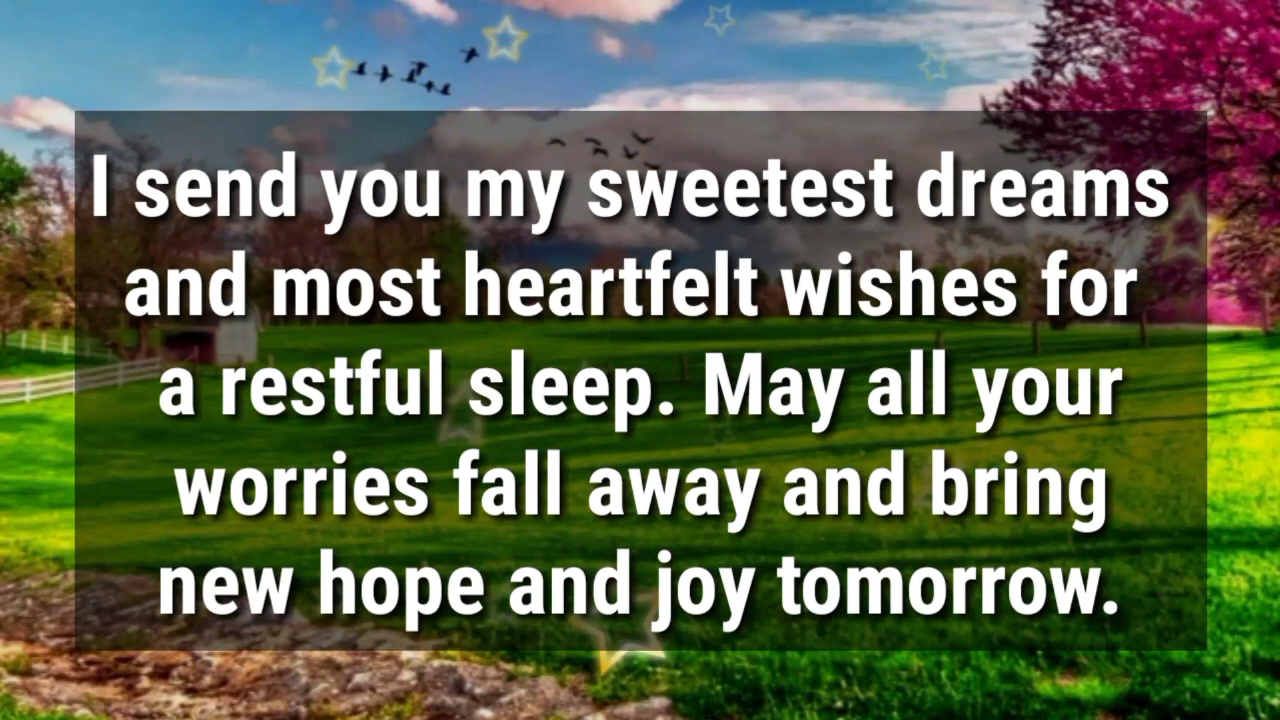 I send you my sweetest dreams
and most heartfelt wishes for
a restful sleep. May all your
worries fall away and bring
new hope and joy tomorrow.